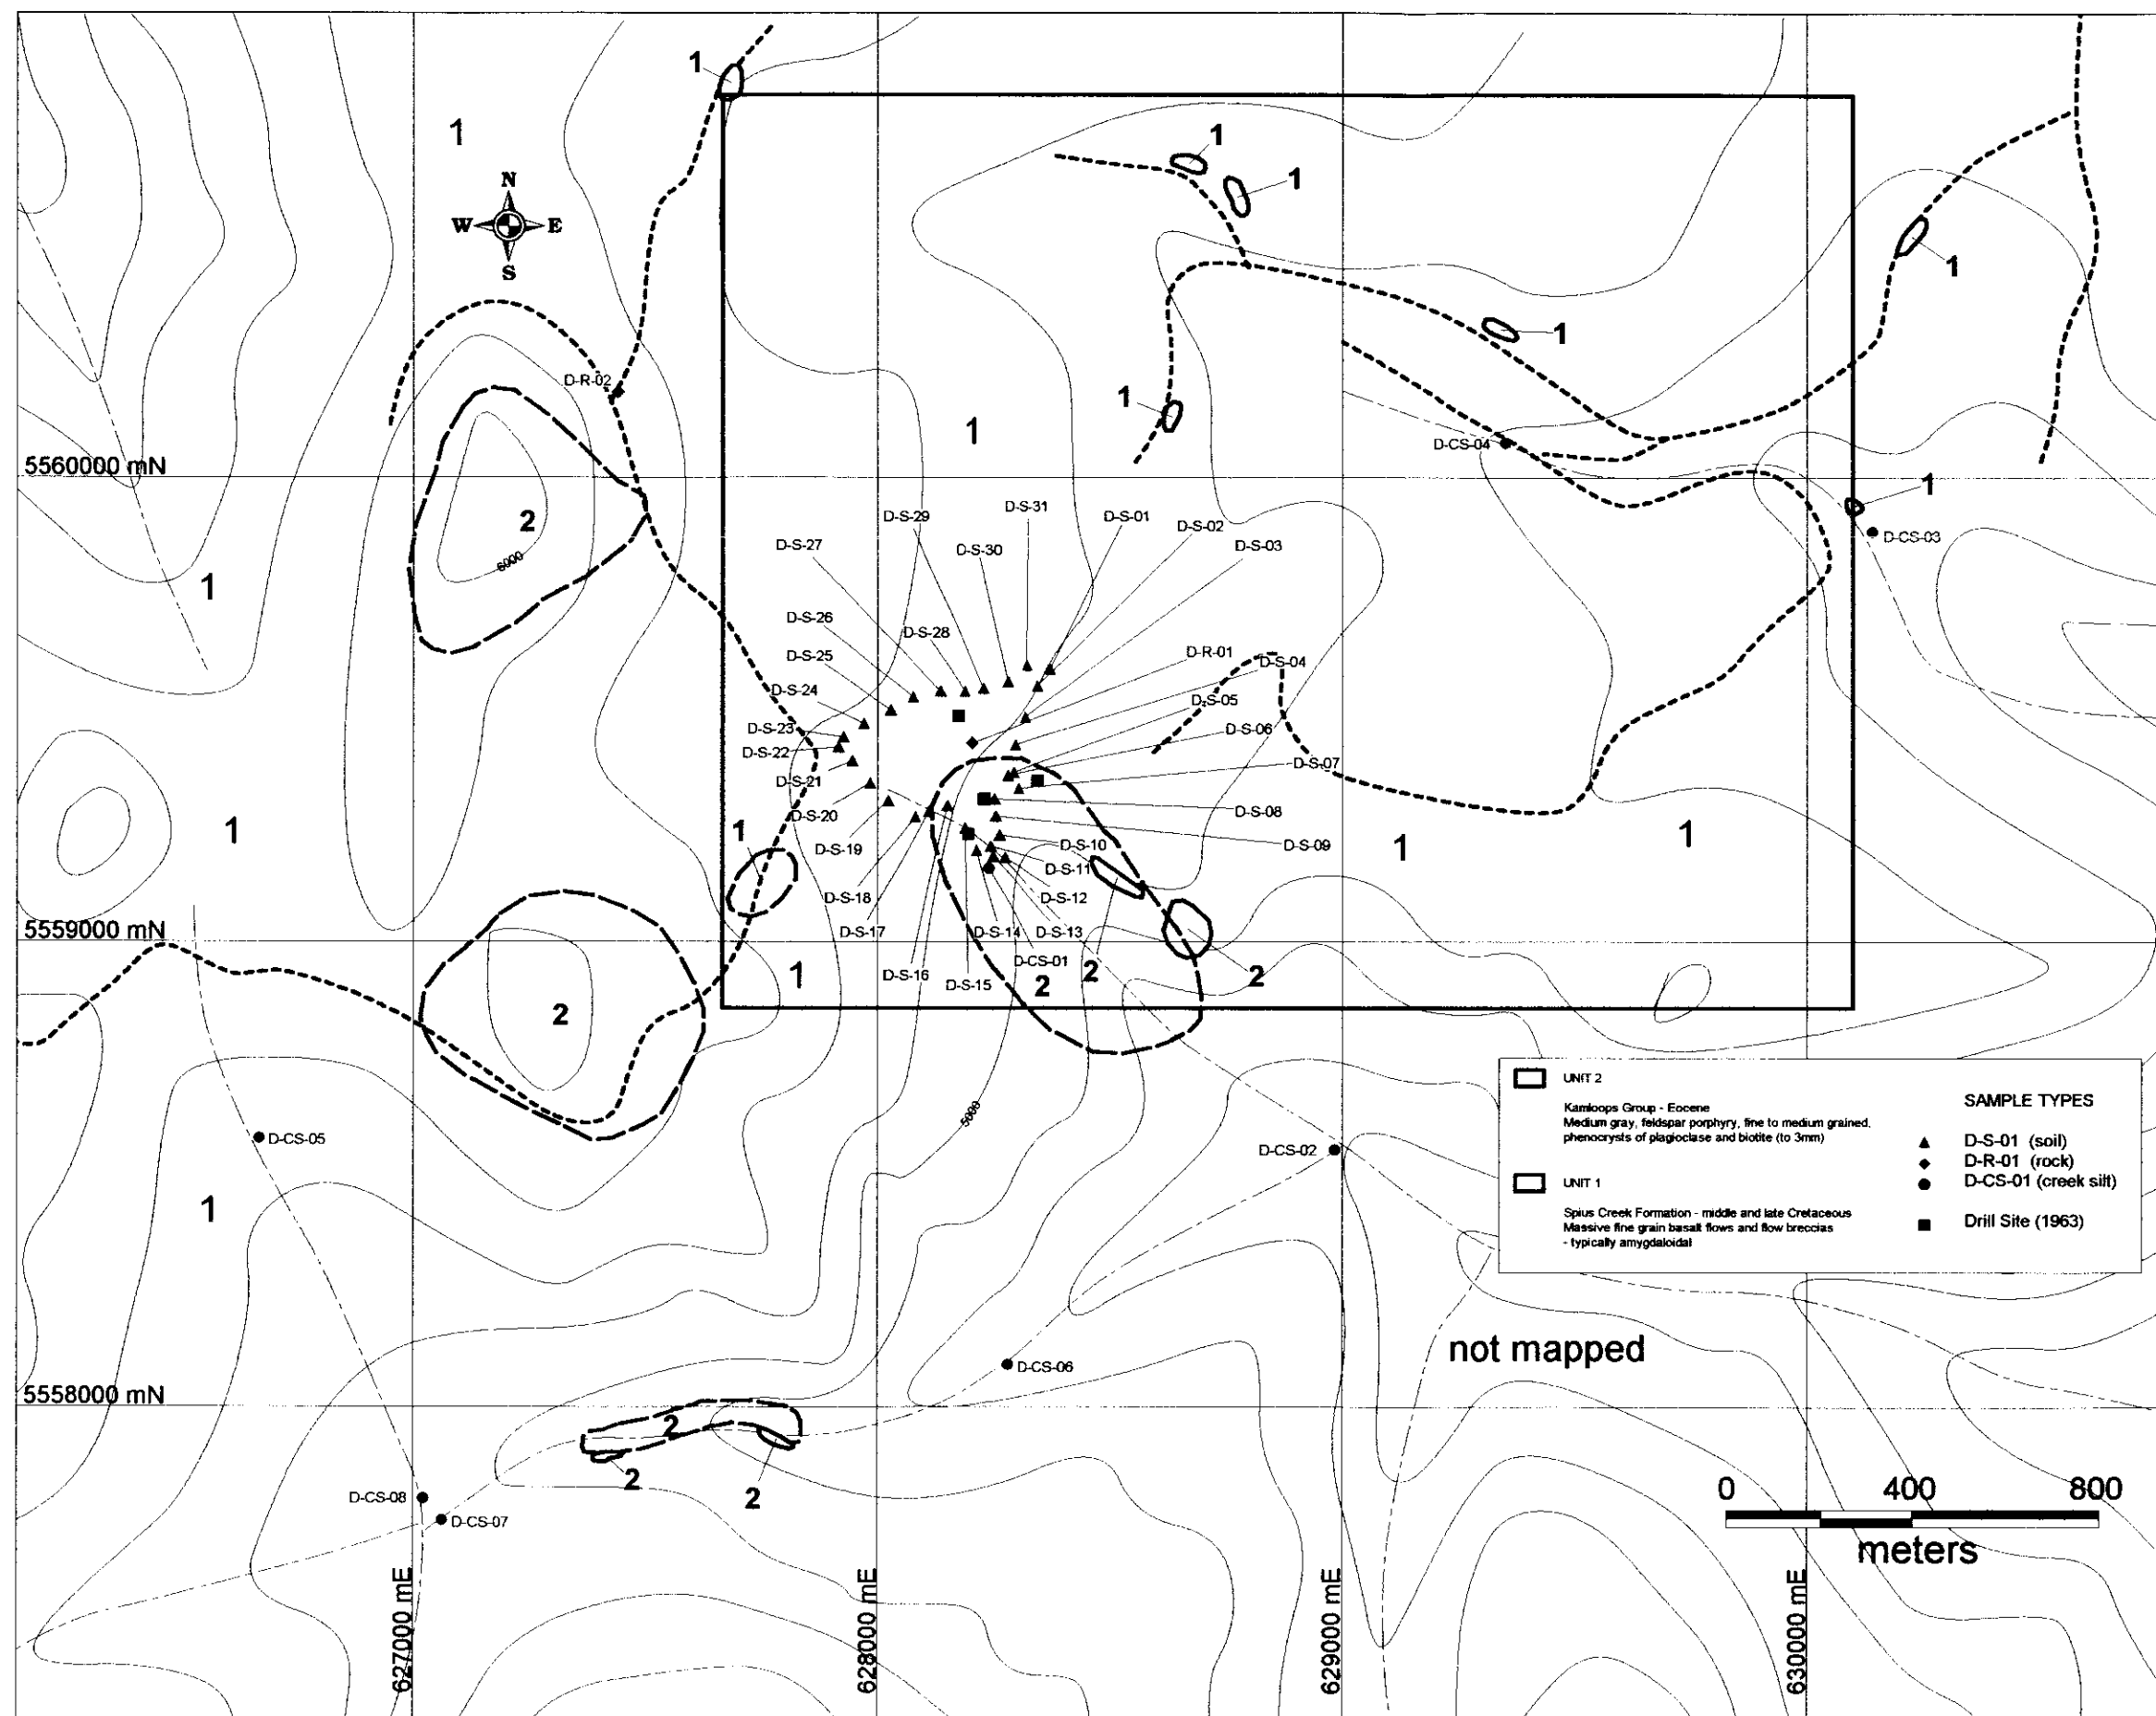 1
1
1
1
N
W E
S
1
1
D-R-02
1
1
1
D-CS-04
5560000 mN
1
2
D-S-31
D-S-29
D-S-01
D-S-02
D-S-27
D-S-30
D-S-03
D-CS-03
6000
1
D-S-26
D-S-28
D-S-25
D-R-01
D-S-04
D-S-24
D-S-05
D-S-23
D-S-06
D-S-22
D-S-07
D-S-21
D-S-20
D-S-08
1
1
1
1
D-S-19
D-S-10
D-S-09
D-S-11
D-S-18
D-S-12
5559000 mN
D-S-17
D-S-14
D-S-13
D-CS-01
D-S-16
D-S-15
1
2
2
2
2
5000
D-CS-05
D-CS-02
1
UNIT 2
Kamloops Group - Eocene
Medium gray, feldspar porphyry, fine to medium grained,
phenocrysts of plagioclase and biotite (to 3mm)
UNIT 1
Spius Creek Formation - middle and late Cretaceous
Massive fine grain basalt flows and flow breccias
- typically amygdaloidal
SAMPLE TYPES
D-S-01 (soil)
D-R-01 (rock)
D-CS-01 (creek silt)
Drill Site (1963)
not mapped
D-CS-06
5558000 mN
2
2
2
D-CS-08
D-CS-07
0 400 800
meters
627000 mE
628000 mE
629000 mE
630000 mE